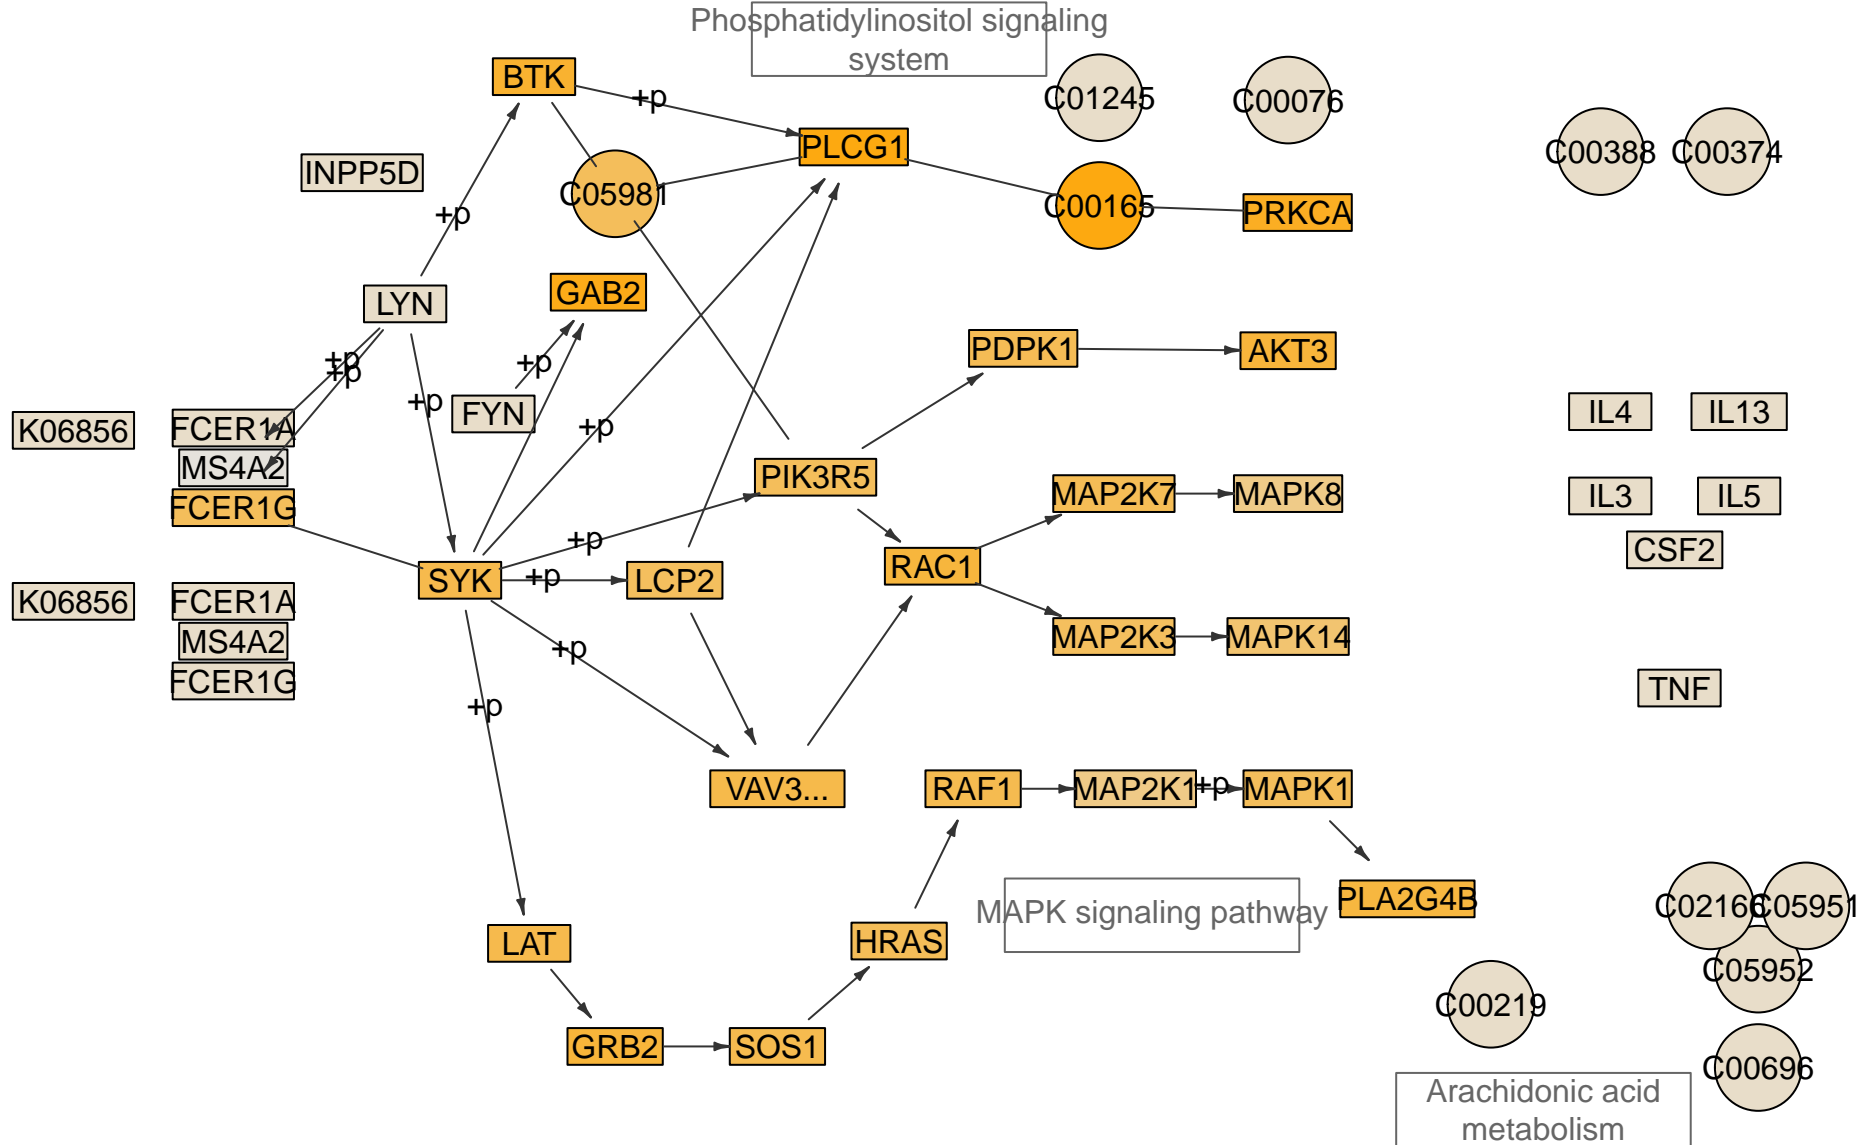 Phosphatidylinositol signaling
system
BTK
+p
C01245
C00076
PLCG1
C00388
C00374
INPP5D
C05981
C00165
PRKCA
+p
LYN
GAB2
+p
+p
+p
PDPK1
AKT3
+p
FYN
+p
K06856
FCER1A
IL4
IL13
MS4A2
PIK3R5
FCER1G
MAP2K7
MAPK8
IL3
IL5
+p
CSF2
SYK
+p
LCP2
RAC1
K06856
FCER1A
MS4A2
+p
MAP2K3
MAPK14
FCER1G
TNF
+p
VAV3...
RAF1
MAP2K1
+p
MAPK1
PLA2G4B
MAPK signaling pathway
C02166
C05951
LAT
HRAS
C05952
C00219
GRB2
SOS1
C00696
Arachidonic acid
metabolism